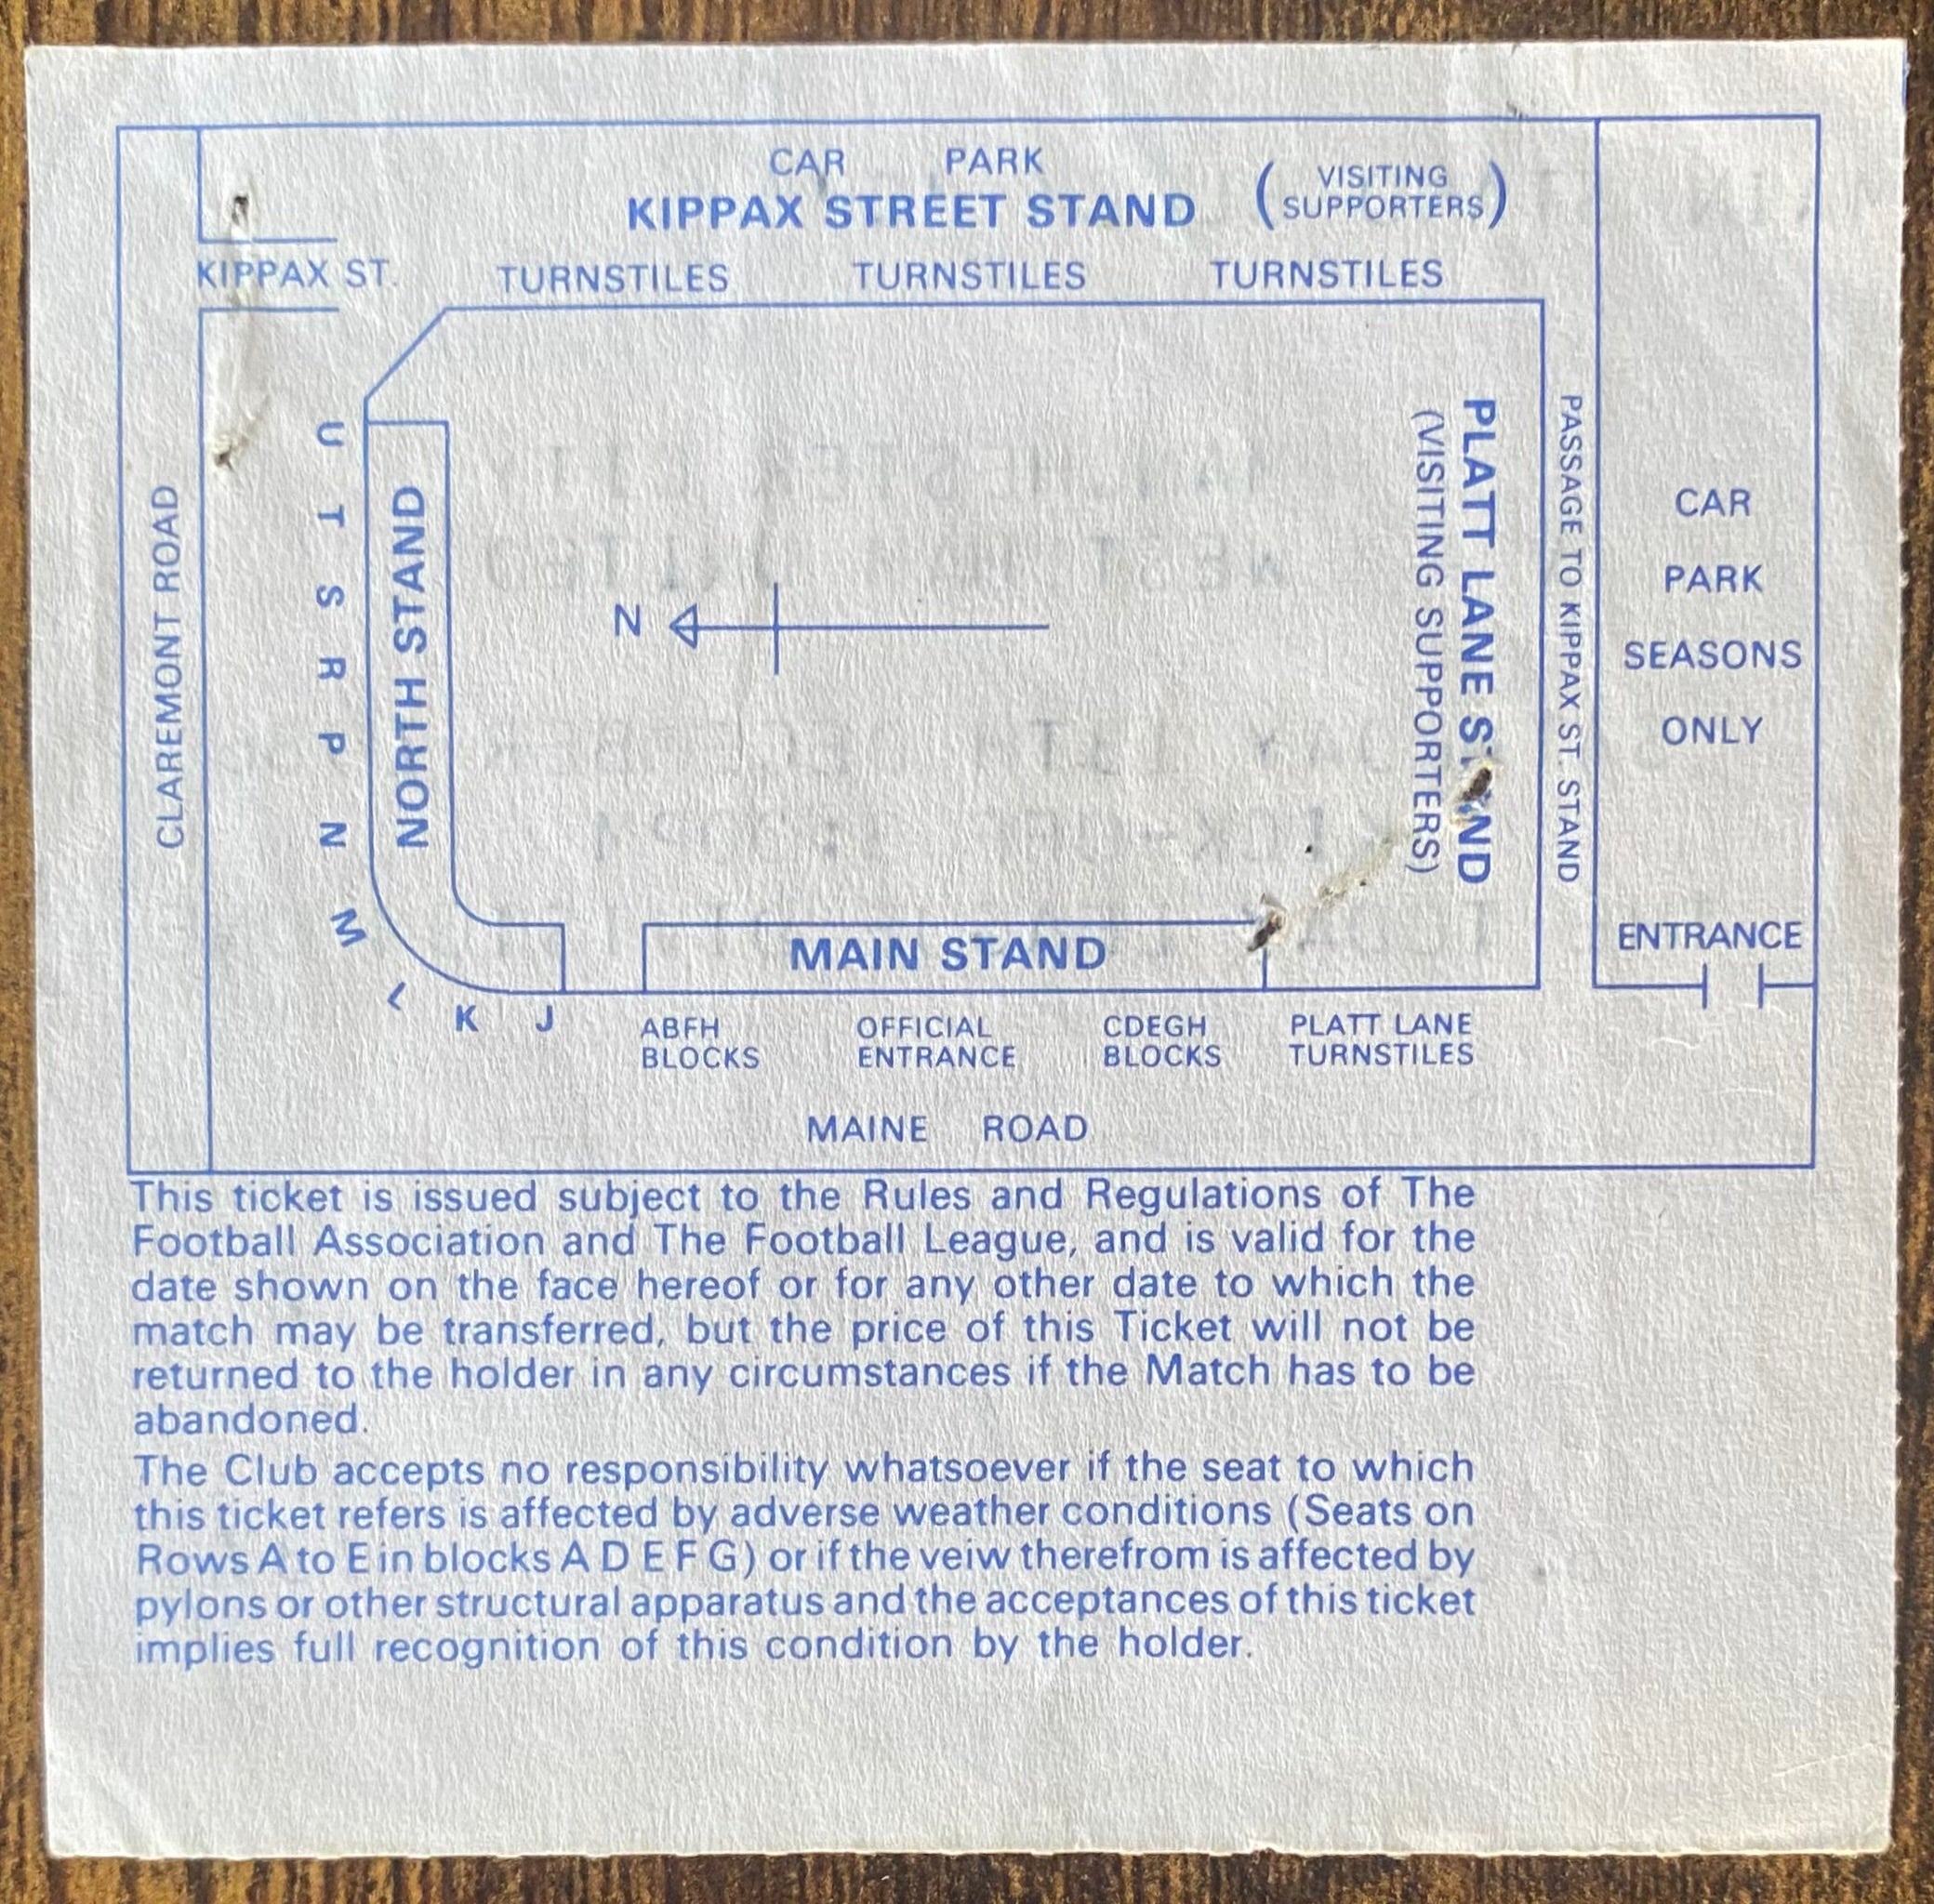 CAR PARK
KIPPAX STREET STAND
(VISITING
SUPPORTERS)
KIPPAX ST.
TURNSTILES TURNSTILES TURNSTILES
CLAREMONT ROAD
U T S R P N M L K J
NORTH STAND
N
PLATT LANE
(VISITING SUPPORTERS)
PASSAGE TO KIPPAX ST. STAND
CAR
PARK
SEASONS
ONLY
ENTRANCE
MAIN STAND
ABFH
BLOCKS
OFFICIAL
ENTRANCE
CDEGH
BLOCKS
PLATT LANE
TURNSTILES
MAINE ROAD
This ticket is issued subject to the Rules and Regulations of The
Football Association and The Football League, and is valid for the
date shown on the face hereof or for any other date to which the
match may be transferred, but the price of this Ticket will not be
returned to the holder in any circumstances if the Match has to be
abandoned.
The Club accepts no responsibility whatsoever if the seat to which
this ticket refers is affected by adverse weather conditions (Seats on
Rows A to E in blocks A D E F G) or if the veiw therefrom is affected by
pylons or other structural apparatus and the acceptances of this ticket
implies full recognition of this condition by the holder.